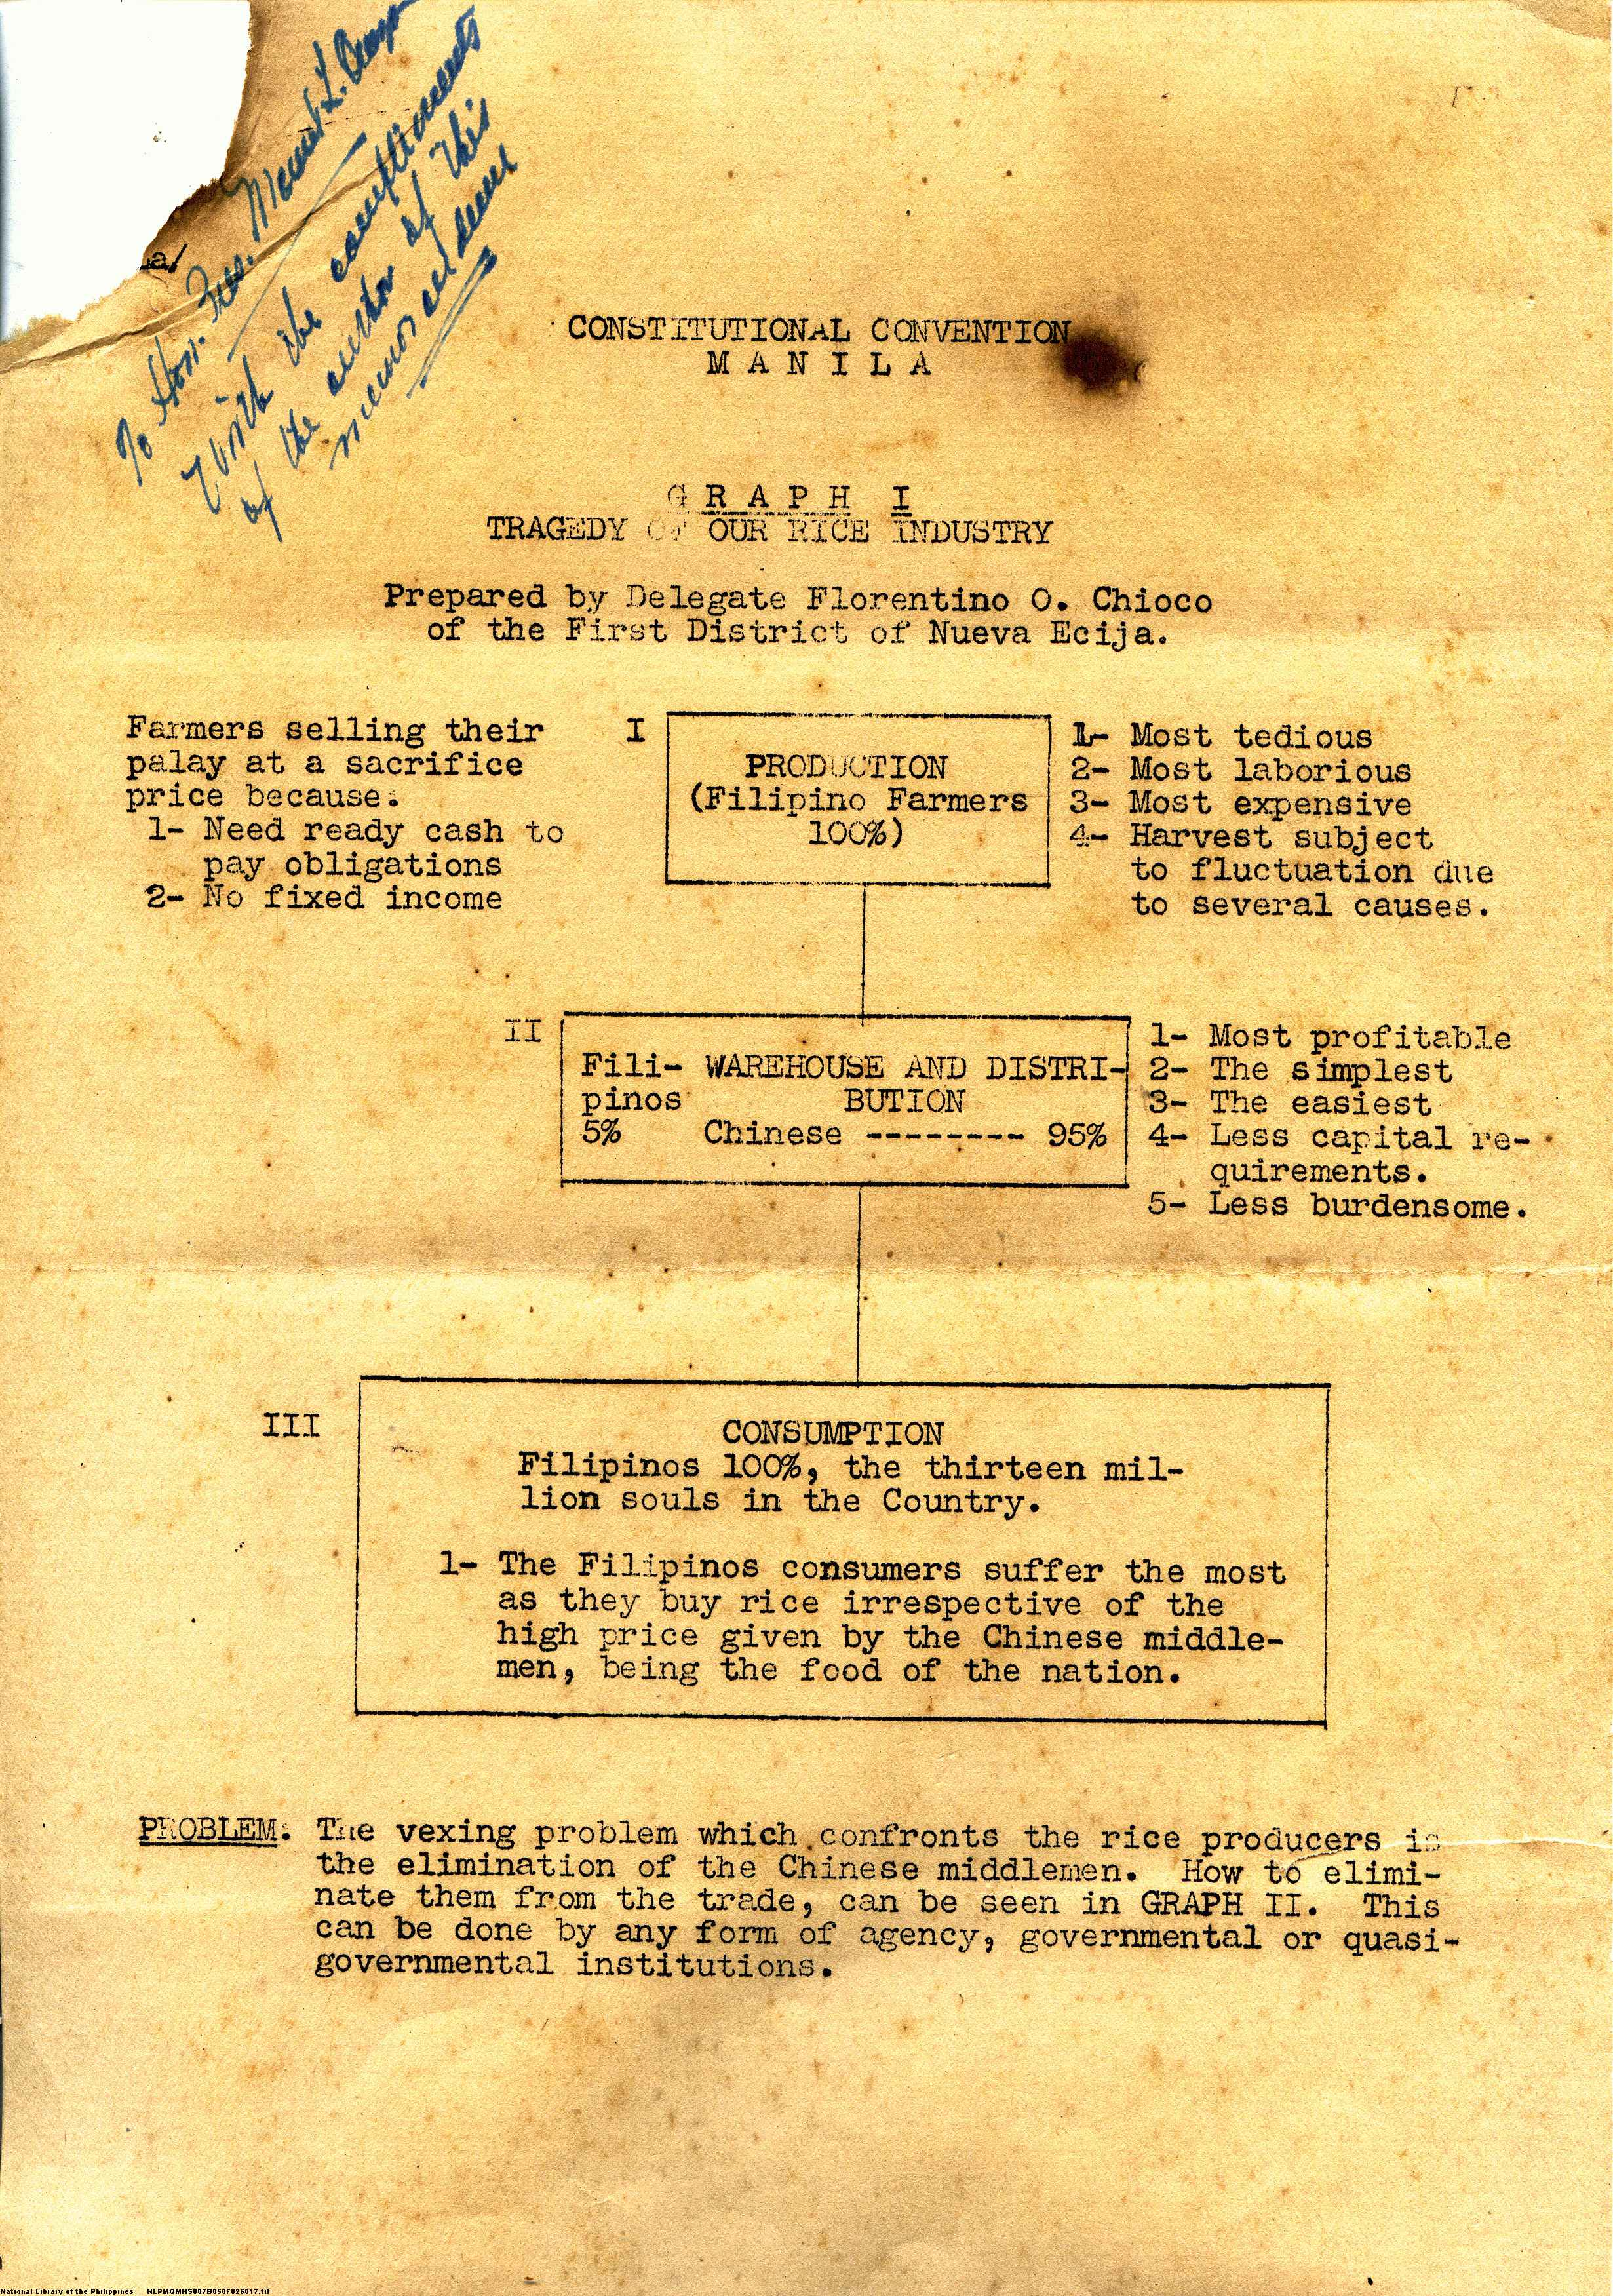 To Hon. Pres. Manuel L. Quezon
With the compliments
of the author of this
memorandum
CONSTITUTIONAL CONVENTION
M A N I L A
G R A P H I
TRAGEDY OF OUR RICE INDUSTRY
Prepared by Delegate Florentino O. Chioco
of the First District of Nueva Ecija.
Farmers selling their
palay at a sacrifice
price because:
1- Need ready cash to
pay obligations
2- No fixed income
I
PRODUCTION
(Filipino Farmers
100%)
1- Most tedious
2- Most laborious
3- Most expensive
4- Harvest subject
to fluctuation due
to several causes.
II
Fili- WAREHOUSE AND DISTRI-
pinos BUTION
5% Chinese -------- 95%
1- Most profitable
2- The simplest
3- The easiest
4- Less capital re-
quirements.
5- Less burdensome.
III
CONSUMPTION
Filipinos 100%, the thirteen mil-
lion souls in the Country.
1- The Filipinos consumers suffer the most
as they buy rice irrespective of the
high price given by the Chinese middle-
men, being the food of the nation.
PROBLEM: The vexing problem which confronts the rice producers is
the elimination of the Chinese middlemen. How to elimi-
nate them from the trade, can be seen in GRAPH II. This
can be done by any form of agency, governmental or quasi-
governmental institutions.
National Library of the Philippines NLPMQMNS007B060F026017.tif